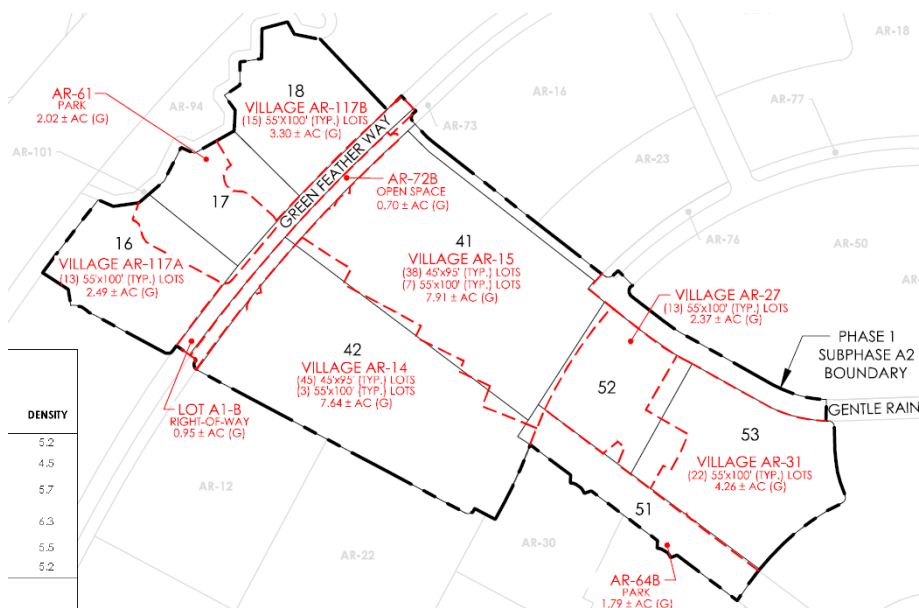 AR-18
AR-61
PARK
2.02 ± AC (G)
AR-94
18
VILLAGE AR-117B
(15) 55'X100' (TYP.) LOTS
3.30 ± AC (G)
AR-16
AR-77
AR-73
AR-101
AR-23
17
GREEN FEATHER WAY
AR-72B
OPEN SPACE
0.70 ± AC (G)
AR-76
AR-50
16
VILLAGE AR-117A
(13) 55'x100' (TYP.) LOTS
2.49 ± AC (G)
41
VILLAGE AR-15
(38) 45'x95' (TYP.) LOTS
(7) 55'x100' (TYP.) LOTS
7.91 ± AC (G)
VILLAGE AR-27
(13) 55'x100' (TYP.) LOTS
2.37 ± AC (G)
PHASE 1
SUBPHASE A2
BOUNDARY
42
VILLAGE AR-14
(45) 45'x95' (TYP.) LOTS
(3) 55'x100' (TYP.) LOTS
7.64 ± AC (G)
52
GENTLE RAIN
LOT A1-B
RIGHT-OF-WAY
0.95 ± AC (G)
53
VILLAGE AR-31
(22) 55'x100' (TYP.) LOTS
4.26 ± AC (G)
DENSITY
5.2
4.5
5.7
6.3
5.5
5.2
AR-12
51
AR-22
AR-30
AR-64B
PARK
1.79 ± AC (G)